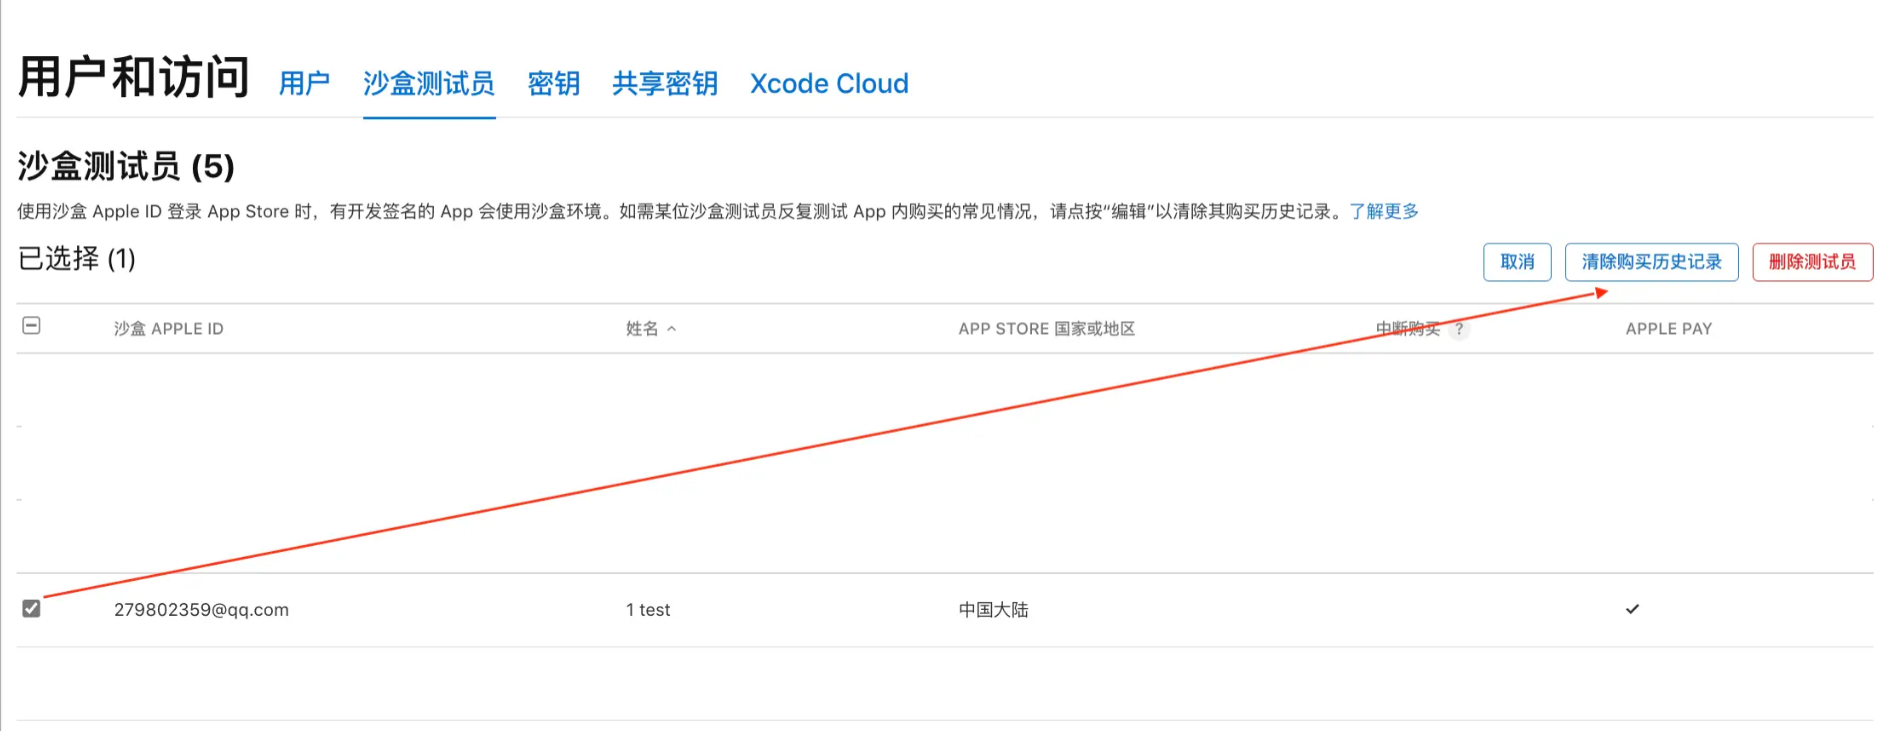 用户和访问 用户 沙盒测试员 密钥 共享密钥 Xcode Cloud
沙盒测试员 (5)
使用沙盒 Apple ID 登录 App Store 时，有开发签名的 App 会使用沙盒环境。如需某位沙盒测试员反复测试 App 内购买的常见情况，请点按“编辑”以清除其购买历史记录。了解更多
已选择 (1) 取消 清除购买历史记录 删除测试员
沙盒 APPLE ID 姓名 APP STORE 国家或地区 中断购买 ? APPLE PAY
279802359@qq.com 1 test 中国大陆